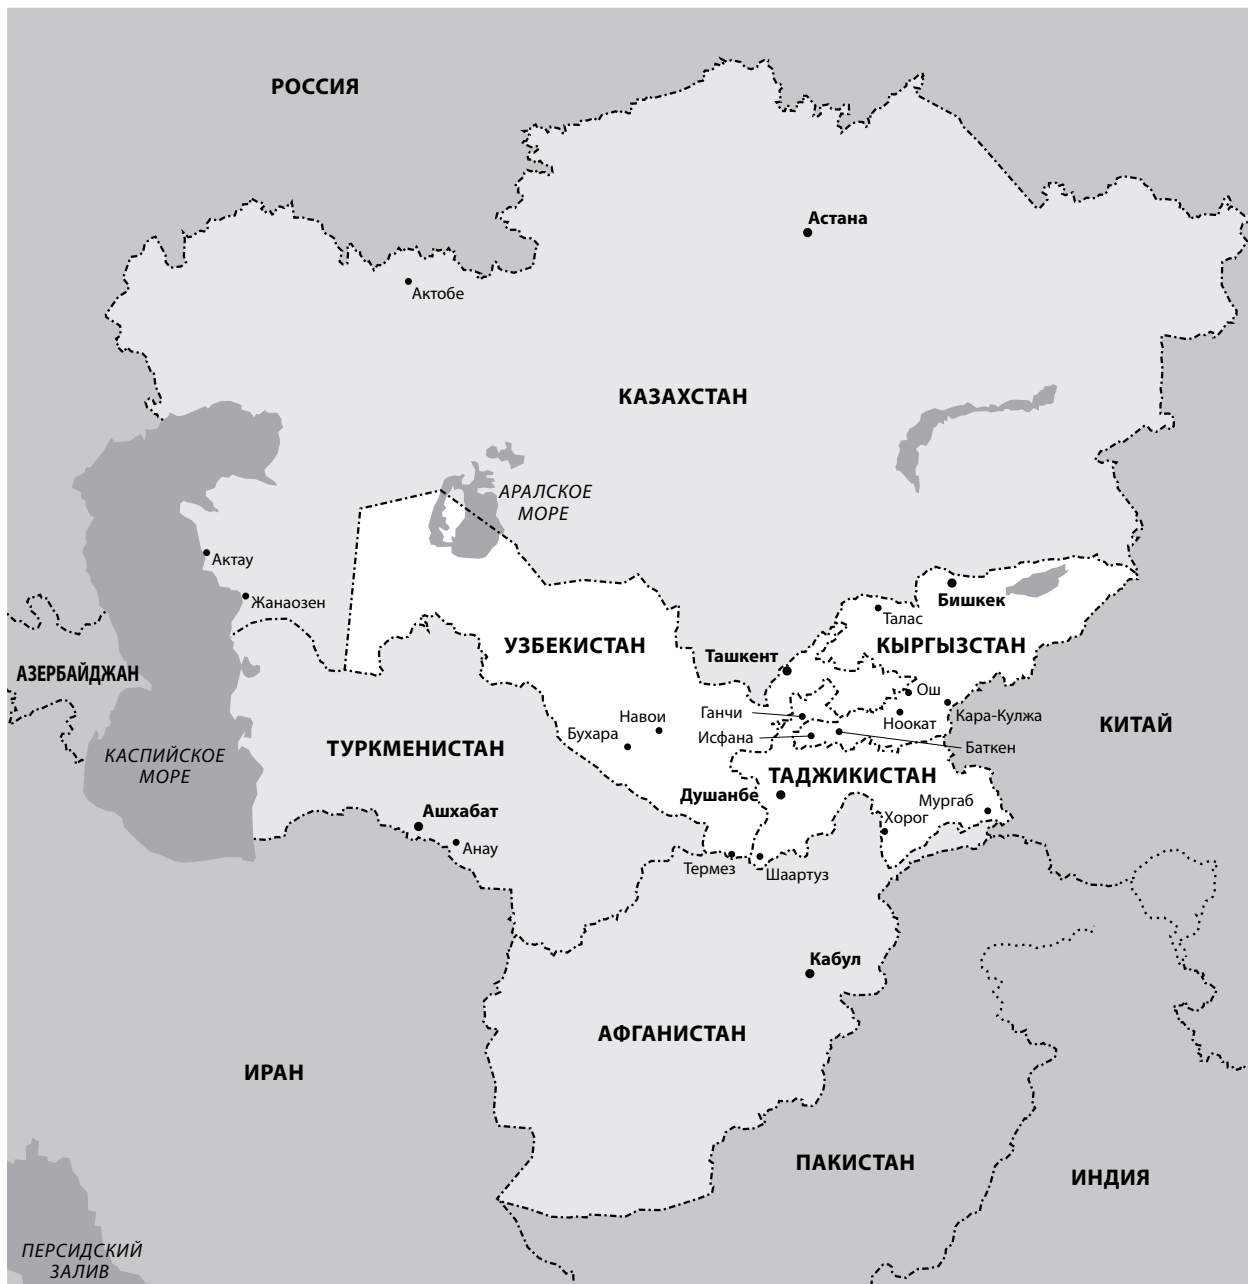 РОССИЯ
Астана
Актобе
КАЗАХСТАН
АРАЛСКОЕ
МОРЕ
Актау
Жанаозен
Бишкек
Талас
КЫРГЫЗСТАН
УЗБЕКИСТАН
Ташкент
АЗЕРБАЙДЖАН
Ош
Ганчи
Навои
Ноокат
Кара-Кулжа
КИТАЙ
Бухара
Исфана
Баткен
ТУРКМЕНИСТАН
КАСПИЙСКОЕ
МОРЕ
ТАДЖИКИСТАН
Душанбе
Мургаб
Ашхабат
Хорог
Анау
Термез
Шаартуз
Кабул
АФГАНИСТАН
ИРАН
ПАКИСТАН
ИНДИЯ
ПЕРСИДСКИЙ
ЗАЛИВ